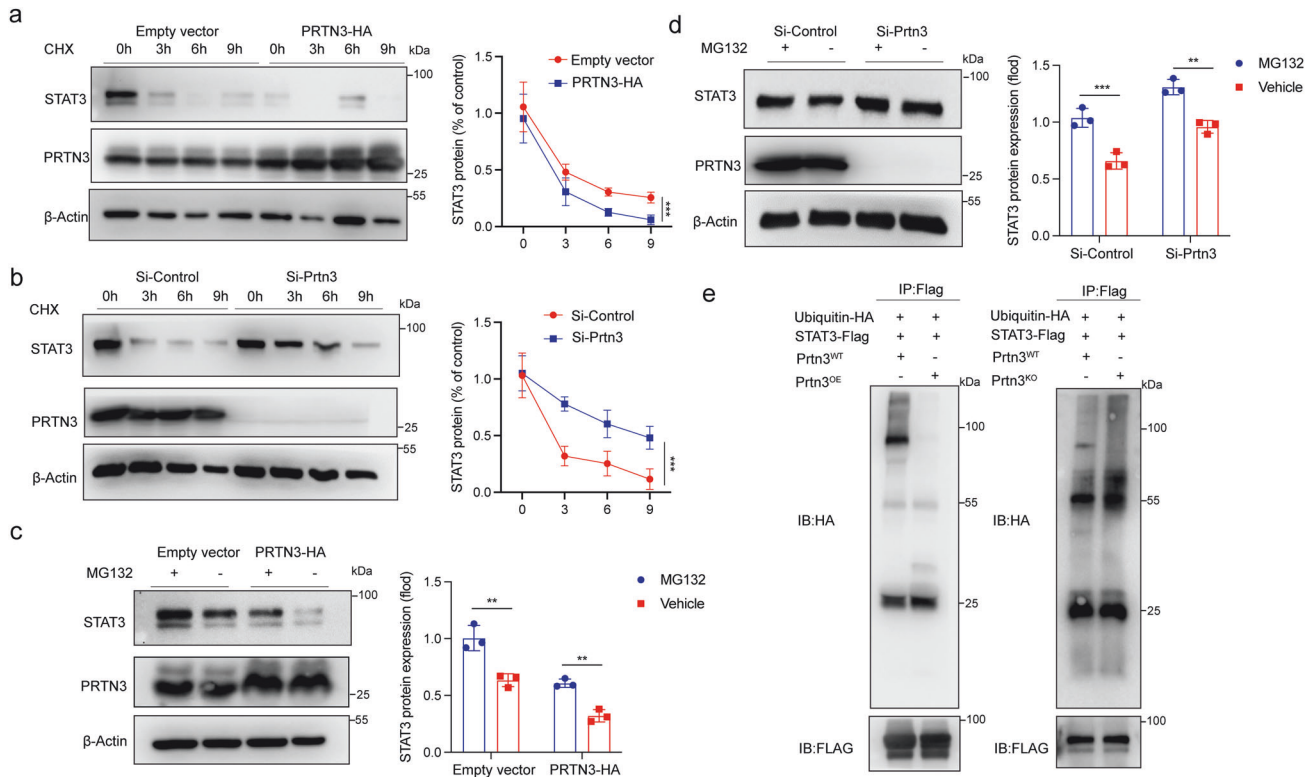 a
Empty vector PRTN3-HA
CHX 0h 3h 6h 9h 0h 3h 6h 9h kDa
STAT3
100
PRTN3
25
55
β-Actin
STAT3 protein (% of control)
1.5
1.0
0.5
0.0
0 3 6 9
Empty vector
PRTN3-HA
***
b
Si-Control Si-Prtn3
CHX 0h 3h 6h 9h 0h 3h 6h 9h kDa
STAT3
100
PRTN3
25
55
β-Actin
STAT3 protein (% of control)
1.5
1.0
0.5
0.0
0 3 6 9
Si-Control
Si-Prtn3
***
c
Empty vector PRTN3-HA
MG132 + - + - kDa
STAT3
100
PRTN3
25
55
β-Actin
STAT3 protein expression (flod)
1.5
1.0
0.5
0.0
** **
Empty vector PRTN3-HA
MG132
Vehicle
d
Si-Control Si-Prtn3
MG132 + - + - kDa
STAT3
100
PRTN3
25
55
β-Actin
STAT3 protein expression (flod)
1.5
1.0
0.5
0.0
*** **
Si-Control Si-Prtn3
MG132
Vehicle
e
IP:Flag
Ubiquitin-HA + +
STAT3-Flag + +
Prtn3WT + -
Prtn3OE - + kDa
100
55
IB:HA
25
100
IB:FLAG
IP:Flag
Ubiquitin-HA + +
STAT3-Flag + +
Prtn3WT + -
Prtn3KO - + kDa
100
55
IB:HA
25
100
IB:FLAG